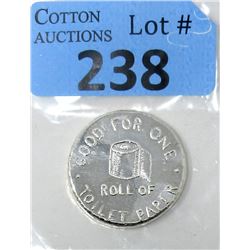 COTTON
AUCTIONS
Lot #
238
GOOD FOR ONE
ROLL OF
TOILET PAPER